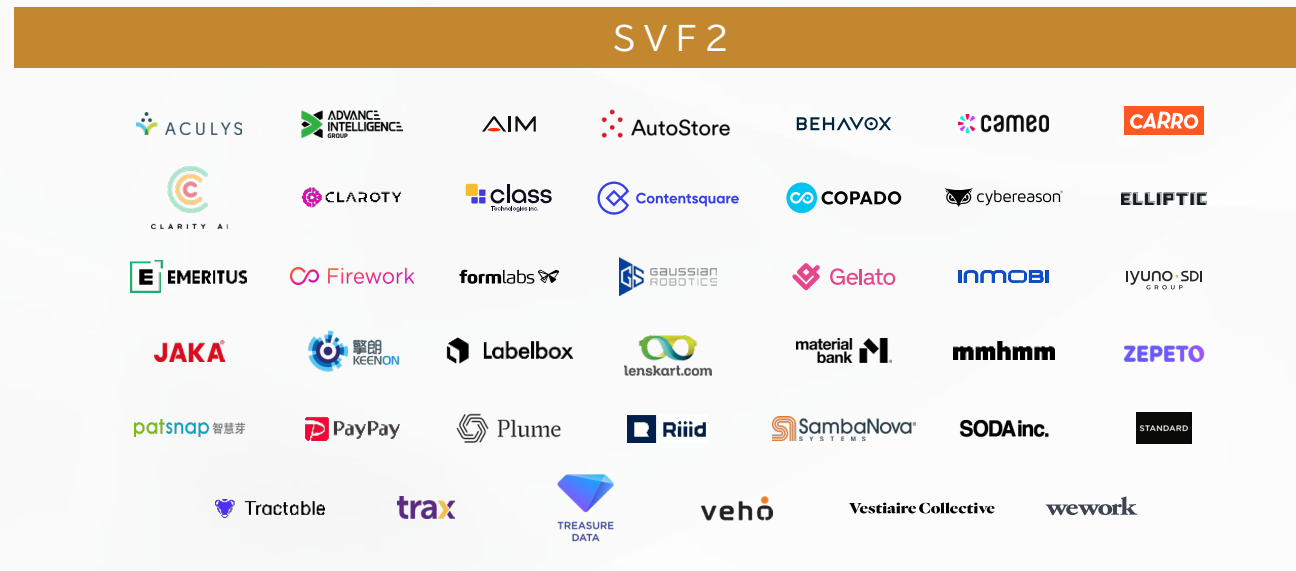 SVF2
ACULYS
ADVANCE
INTELLIGENCE
GROUP
AIM
AutoStore
BEHAVOX
cameo
CARRO
CLARITY AI
CLAROTY
class
Technologies Inc.
Contentsquare
COPADO
cybereason
ELLIPTIC
E EMERITUS
Firework
formlabs
GS GAUSSIAN
ROBOTICS
Gelato
INMOBI
IYUNO·SDI
GROUP
JAKA®
擎朗
KEENON
Labelbox
lenskart.com
material
bank
mmhmm
ZEPETO
patsnap 智慧芽
PayPay
Plume
R Riiid
SambaNova®
SYSTEMS
SODA inc.
STANDARD
Tractable
trax
TREASURE
DATA
veho
Vestiaire Collective
wework